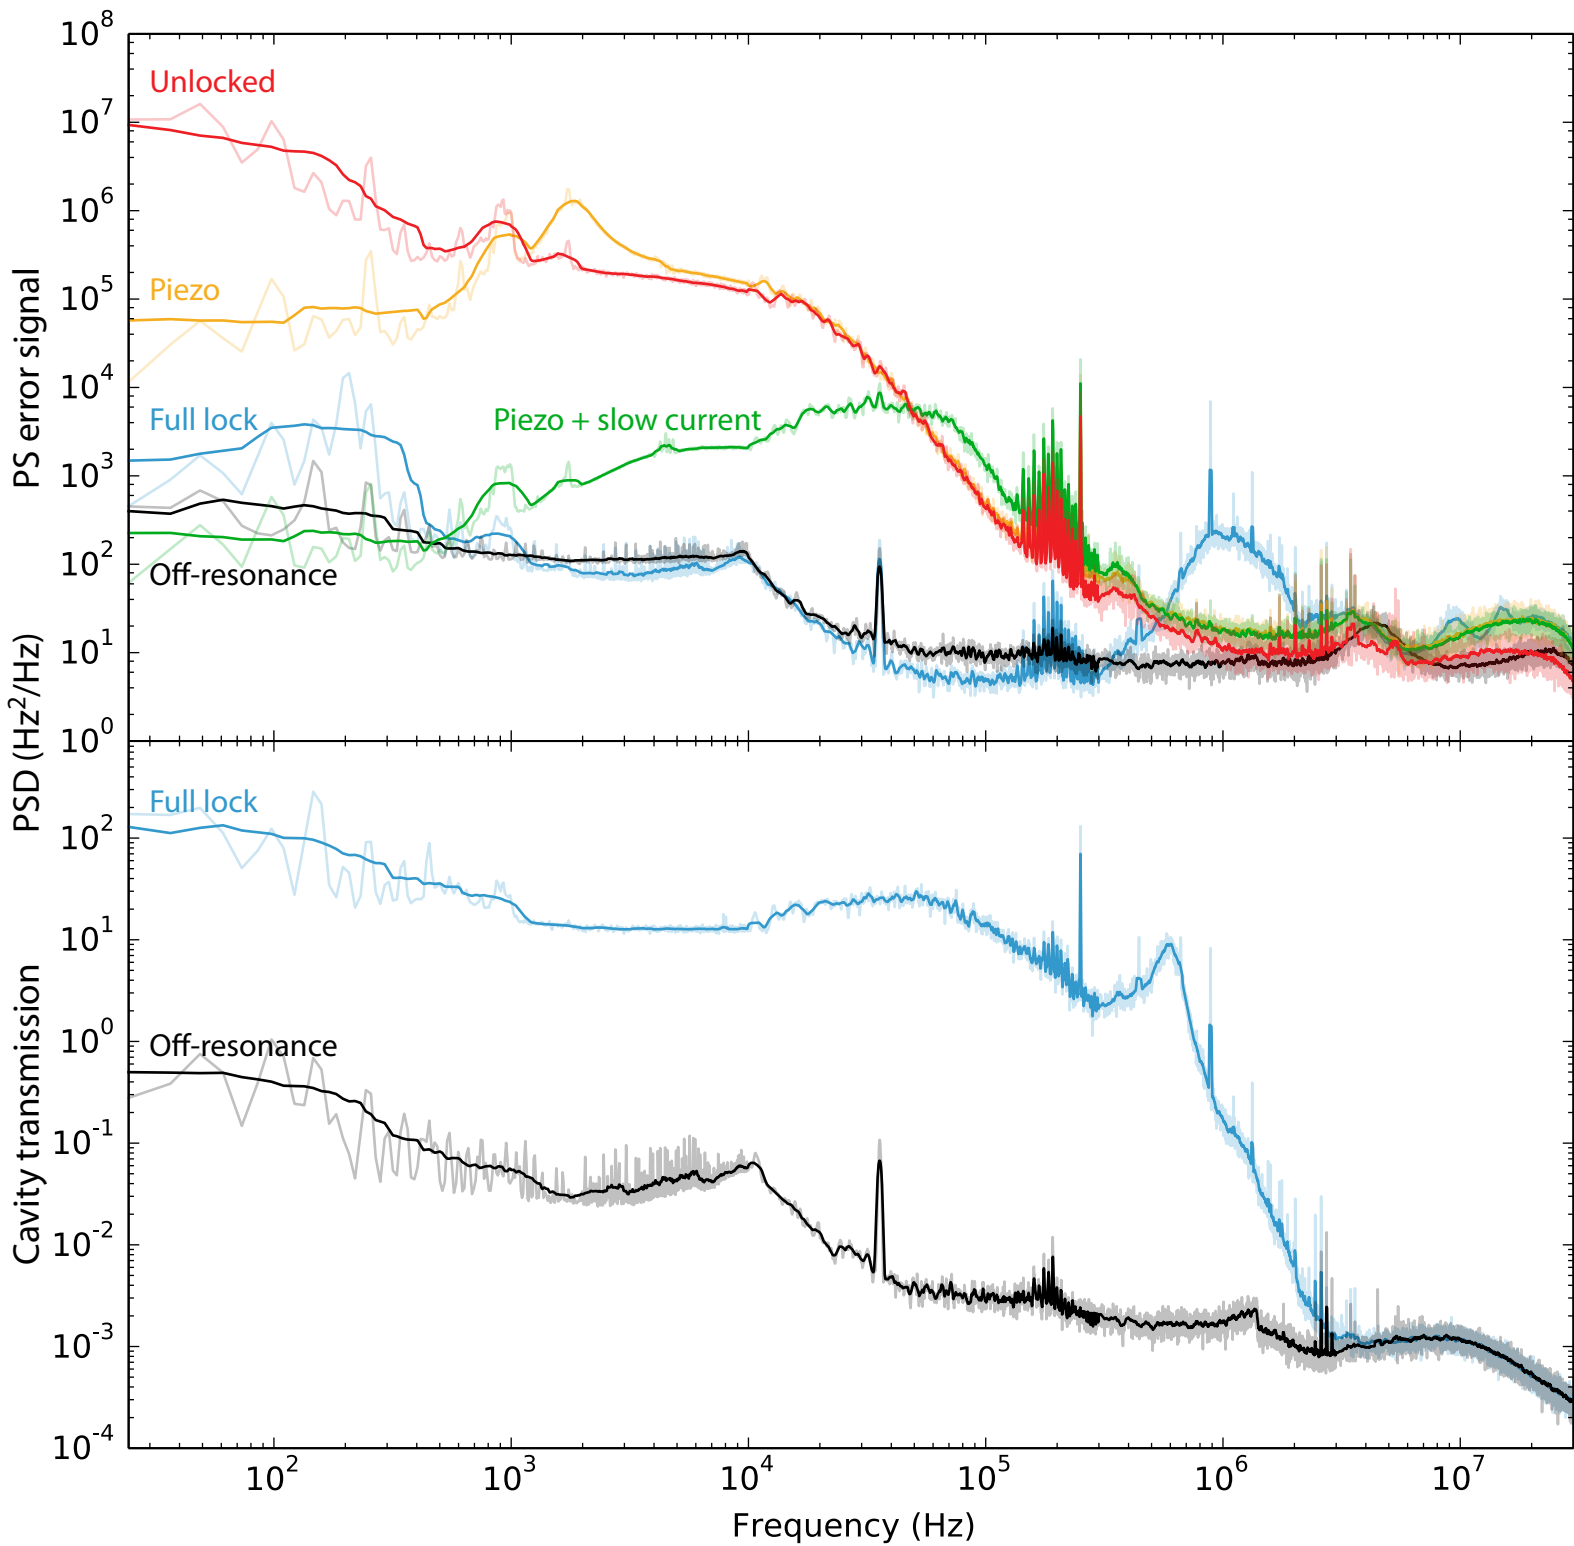 10^8
10^7
10^6
10^5
10^4
10^3
10^2
10^1
10^0
Unlocked
Piezo
Full lock
Piezo + slow current
Off-resonance
PS error signal
PSD (Hz^2/Hz)
Cavity transmission
10^2
10^1
10^0
10^-1
10^-2
10^-3
10^-4
Full lock
Off-resonance
10^2
10^3
10^4
10^5
10^6
10^7
Frequency (Hz)